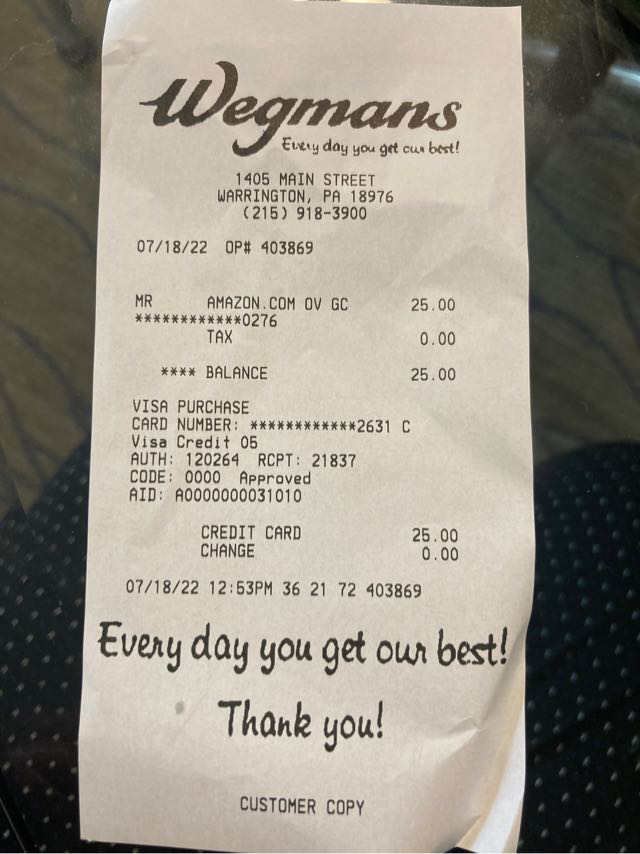 Wegmans
Every day you get our best!
1405 MAIN STREET
WARRINGTON, PA 18976
(215) 918-3900
07/18/22 OP# 403869
MR AMAZON.COM OV GC 25.00
************0276
TAX 0.00
**** BALANCE 25.00
VISA PURCHASE
CARD NUMBER: ************2631 C
Visa Credit 05
AUTH: 120264 RCPT: 21837
CODE: 0000 Approved
AID: A0000000031010
CREDIT CARD 25.00
CHANGE 0.00
07/18/22 12:53PM 36 21 72 403869
Every day you get our best!
Thank you!
CUSTOMER COPY